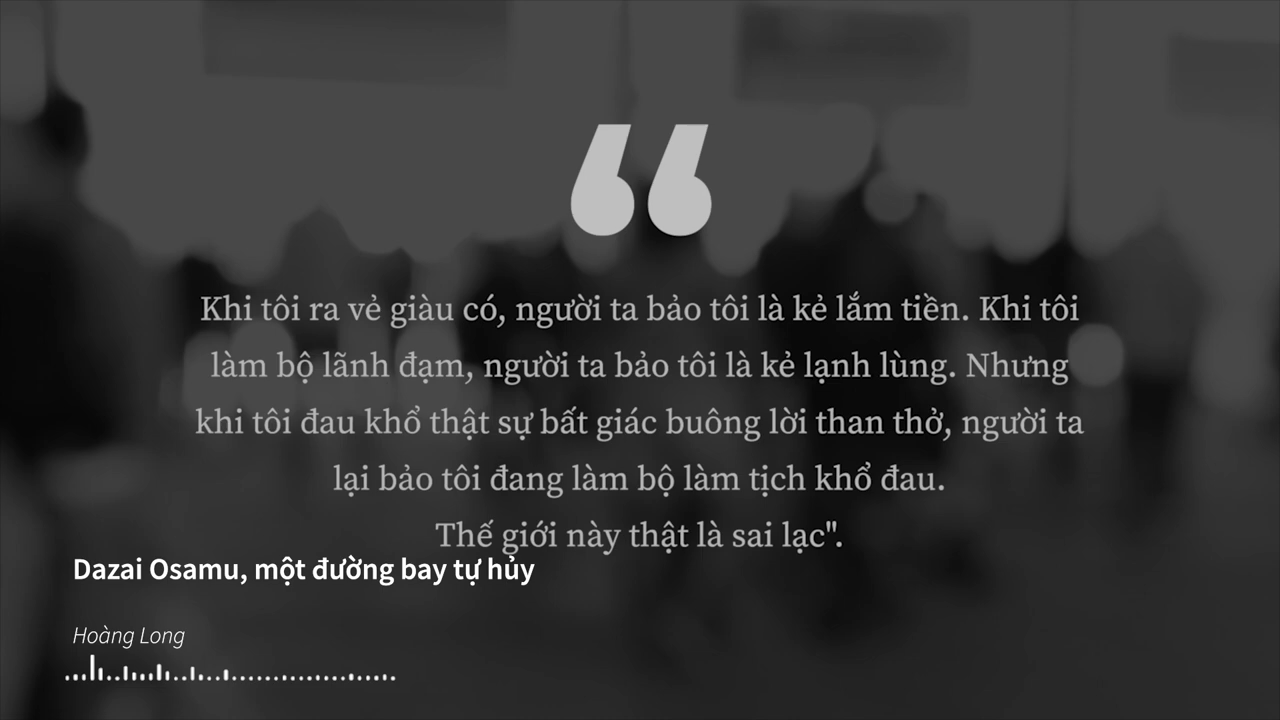 “
Khi tôi ra vẻ giàu có, người ta bảo tôi là kẻ lắm tiền. Khi tôi
làm bộ lãnh đạm, người ta bảo tôi là kẻ lạnh lùng. Nhưng
khi tôi đau khổ thật sự bất giác buông lời than thở, người ta
lại bảo tôi đang làm bộ làm tịch khổ đau.
Thế giới này thật là sai lạc".
Dazai Osamu, một đường bay tự hủy
Hoàng Long